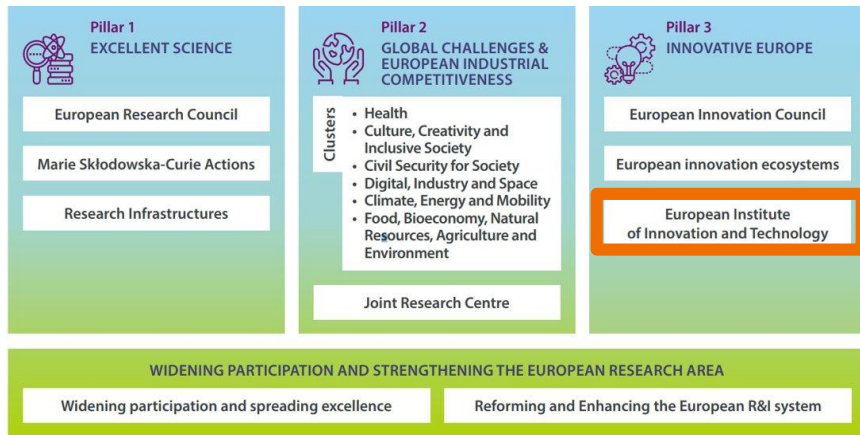 Pillar 1
EXCELLENT SCIENCE
European Research Council
Marie Skłodowska-Curie Actions
Research Infrastructures
Pillar 2
GLOBAL CHALLENGES &
EUROPEAN INDUSTRIAL
COMPETITIVENESS
Clusters
• Health
• Culture, Creativity and
Inclusive Society
• Civil Security for Society
• Digital, Industry and Space
• Climate, Energy and Mobility
• Food, Bioeconomy, Natural
Resources, Agriculture and
Environment
Joint Research Centre
Pillar 3
INNOVATIVE EUROPE
European Innovation Council
European innovation ecosystems
European Institute
of Innovation and Technology
WIDENING PARTICIPATION AND STRENGTHENING THE EUROPEAN RESEARCH AREA
Widening participation and spreading excellence
Reforming and Enhancing the European R&I system